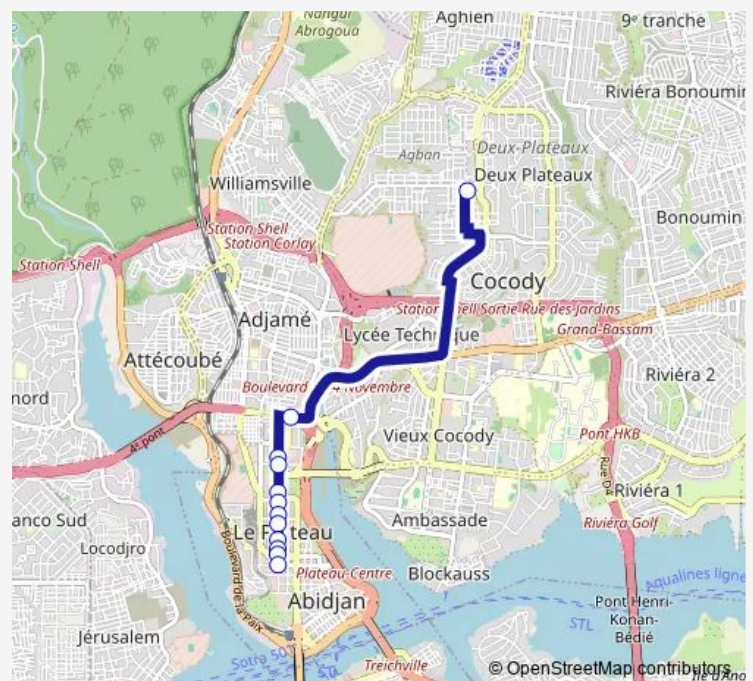 Nangui
Abrogoua
Aghien
9e tranche
Riviéra Bonoumin
Agban
Deux-Plateaux
Deux Plateaux
Williamsville
Bonoumin
Station Shell
Station Corlay
Station Shell
Cocody
Station Shell Sortie Rue des Jardins
Grand-Bassam
Adjamé
Lycée Technique
Attécoubé
Boulevard
4 Novembre
Riviéra 2
nord
4e pont
Vieux Cocody
Pont HKB
Rue D4
Riviéra 1
anco Sud
Ambassade
Riviéra Golf
Le Plateau
Locodjro
Boulevard de la Paix
Plateau-Centre
Blockauss
Aqualines ligne
Abidjan
Pont Henri-
Konan-
Bédié
STL
Jérusalem
Sotra 50
Treichville
© OpenStreetMap contributors